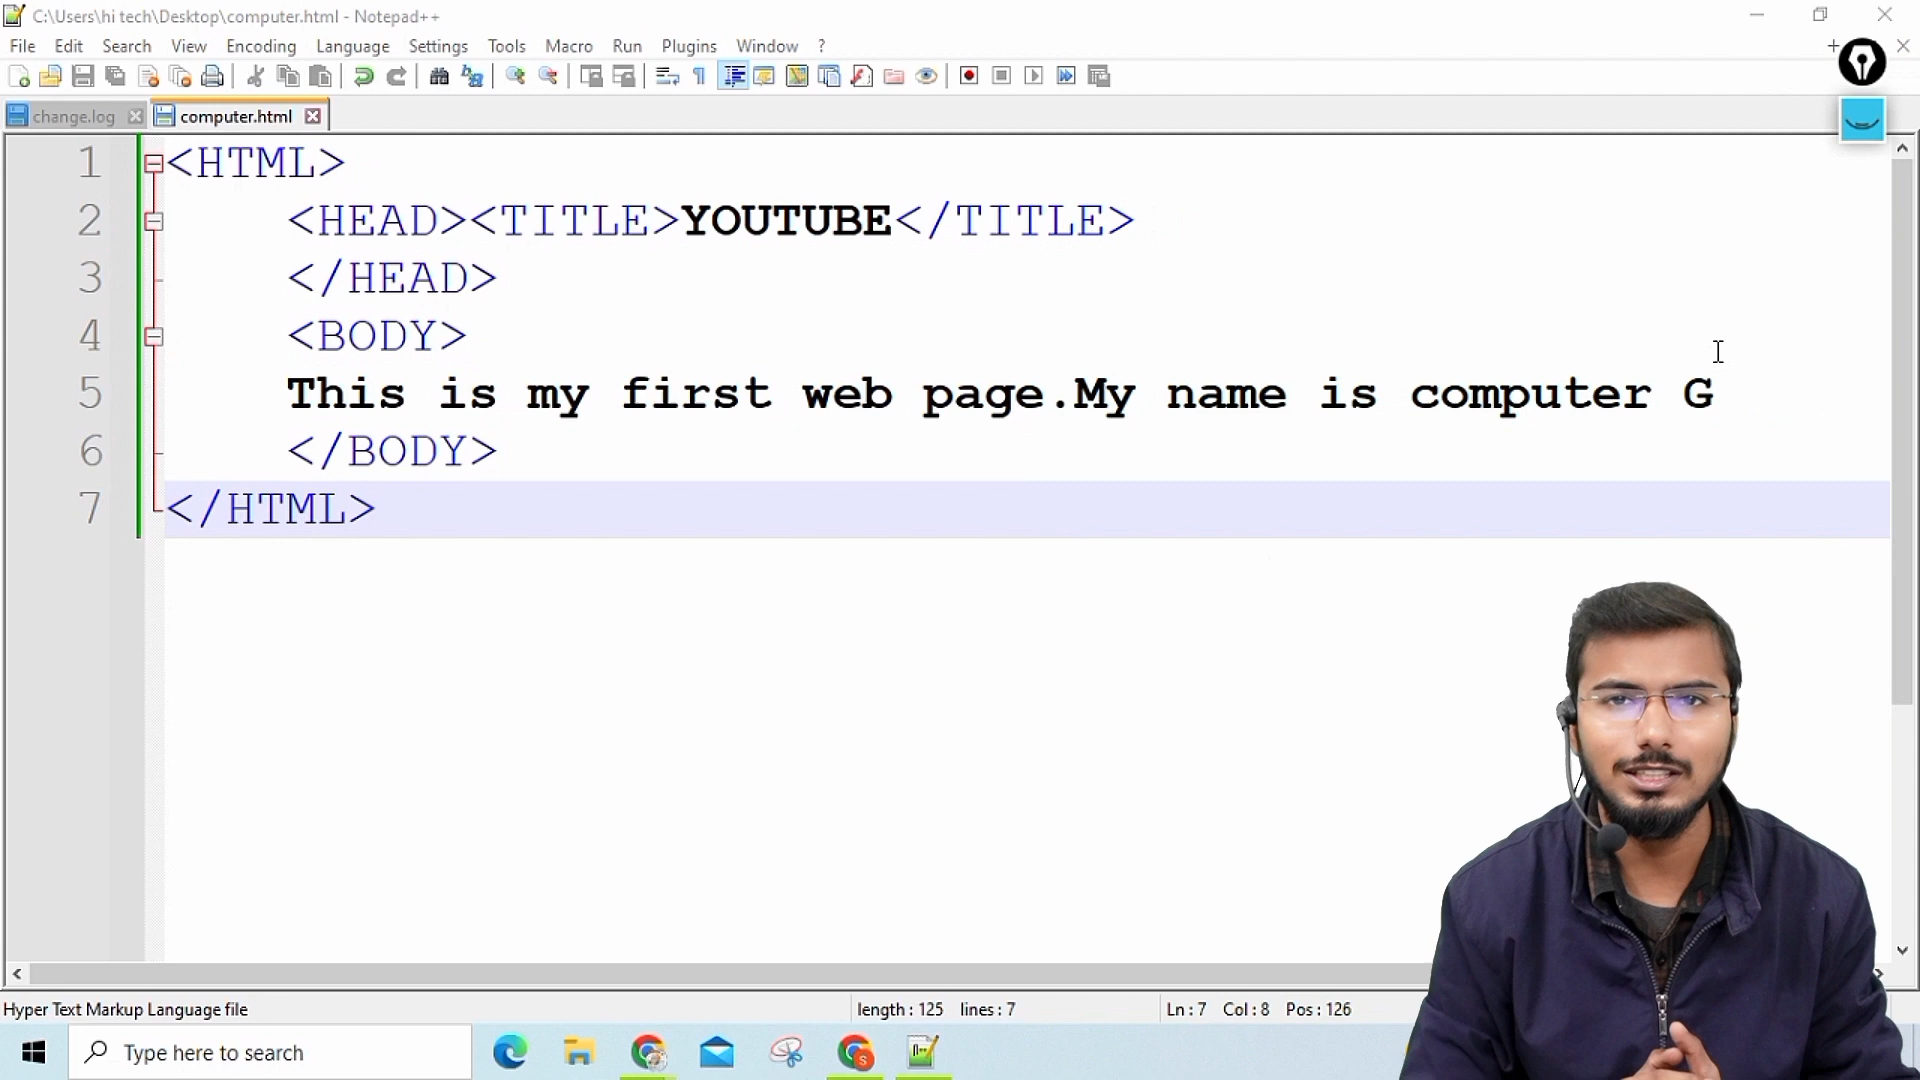 C:\Users\hi tech\Desktop\computer.html - Notepad++
File Edit Search View Encoding Language Settings Tools Macro Run Plugins Window ?
change.log computer.html
1 <HTML>
2 <HEAD><TITLE>YOUTUBE</TITLE>
3 </HEAD>
4 <BODY>
5 This is my first web page.My name is computer G
6 </BODY>
7 </HTML>
Hyper Text Markup Language file length : 125 lines : 7 Ln : 7 Col : 8 Pos : 126
Type here to search